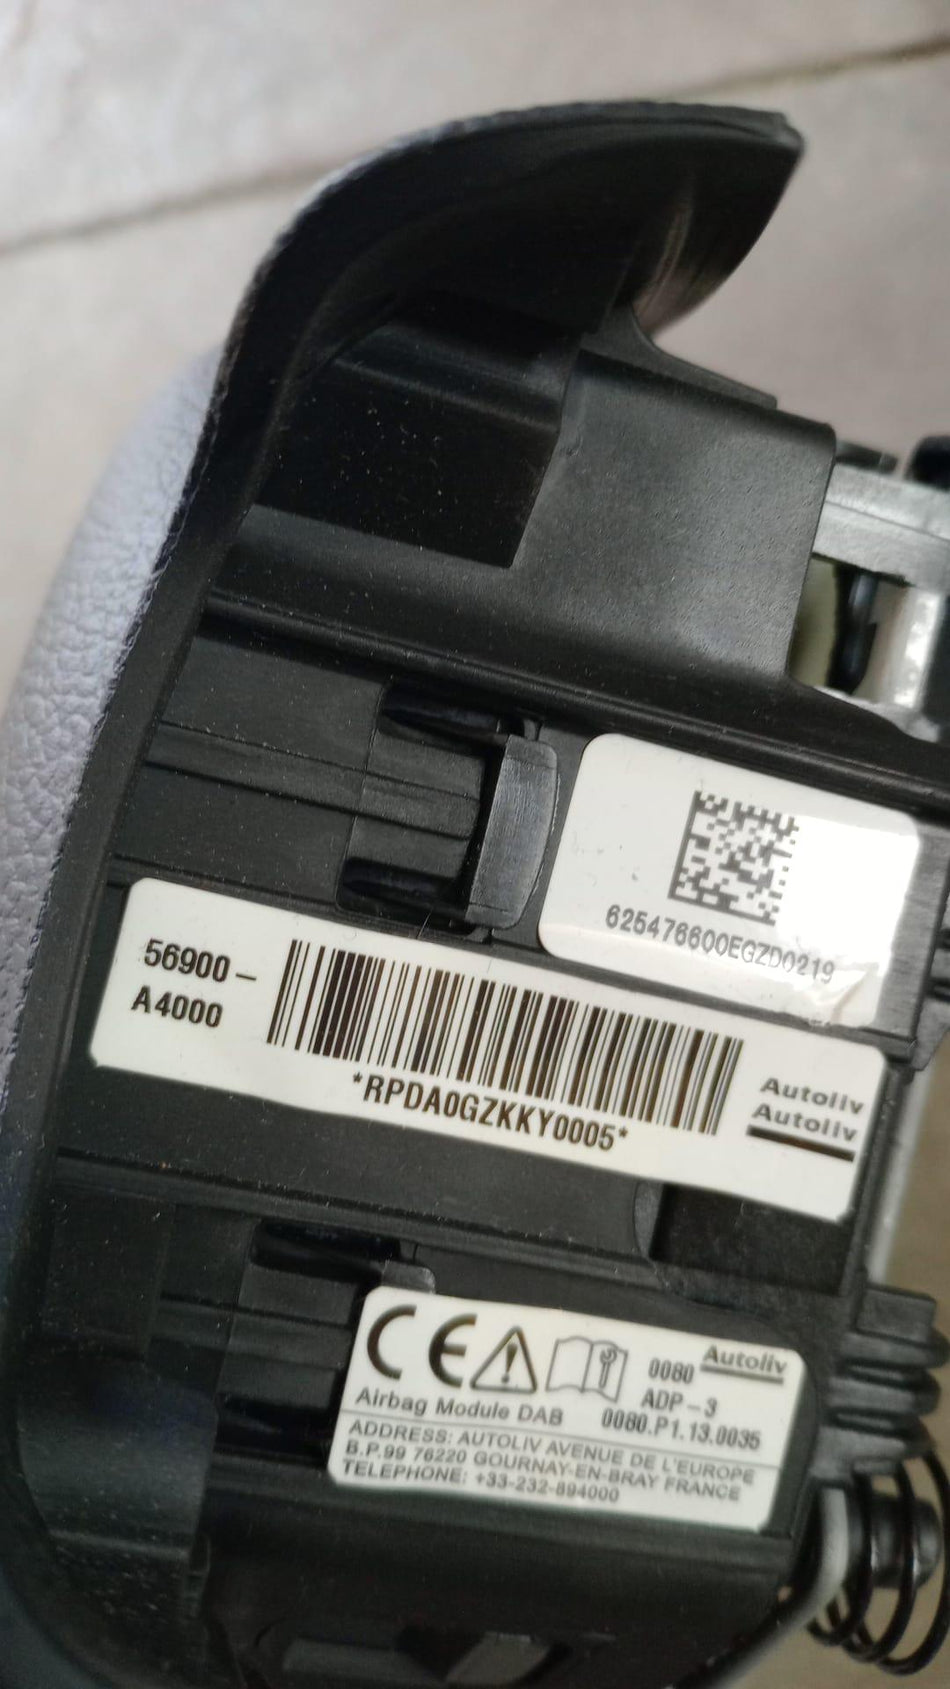 625476600EGZD0219
56900-
A4000
*RPDA0GZKKY0005*
Autoliv
Autoliv
CE
0080
Autoliv
ADP-3
Airbag Module DAB
0080.P1.13.0035
ADDRESS: AUTOLIV AVENUE DE L'EUROPE
B.P.99 76220 GOURNAY-EN-BRAY FRANCE
TELEPHONE: +33-232-894000